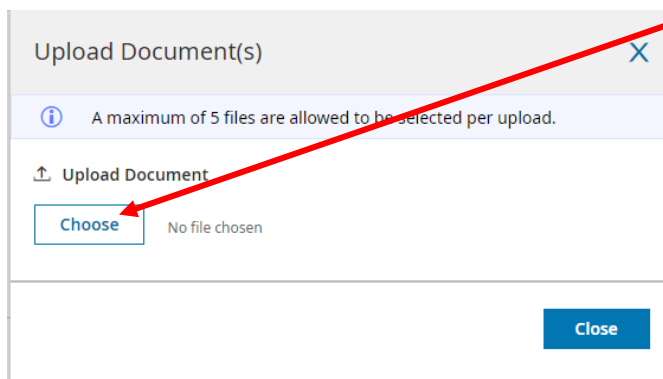 Upload Document(s)
X
A maximum of 5 files are allowed to be selected per upload.
Upload Document
Choose
No file chosen
Close